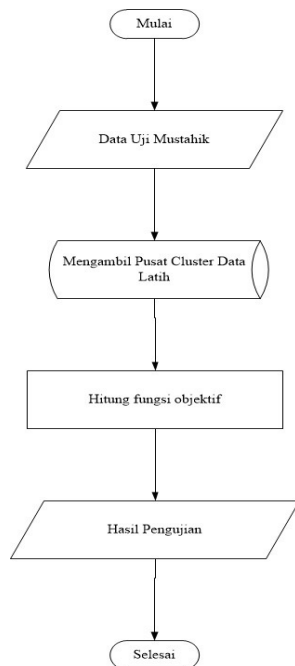 Mulai
Data Uji Mustahik
Mengambil Pusat Cluster Data
Latih
Hitung fungsi objektif
Hasil Pengujian
Selesai